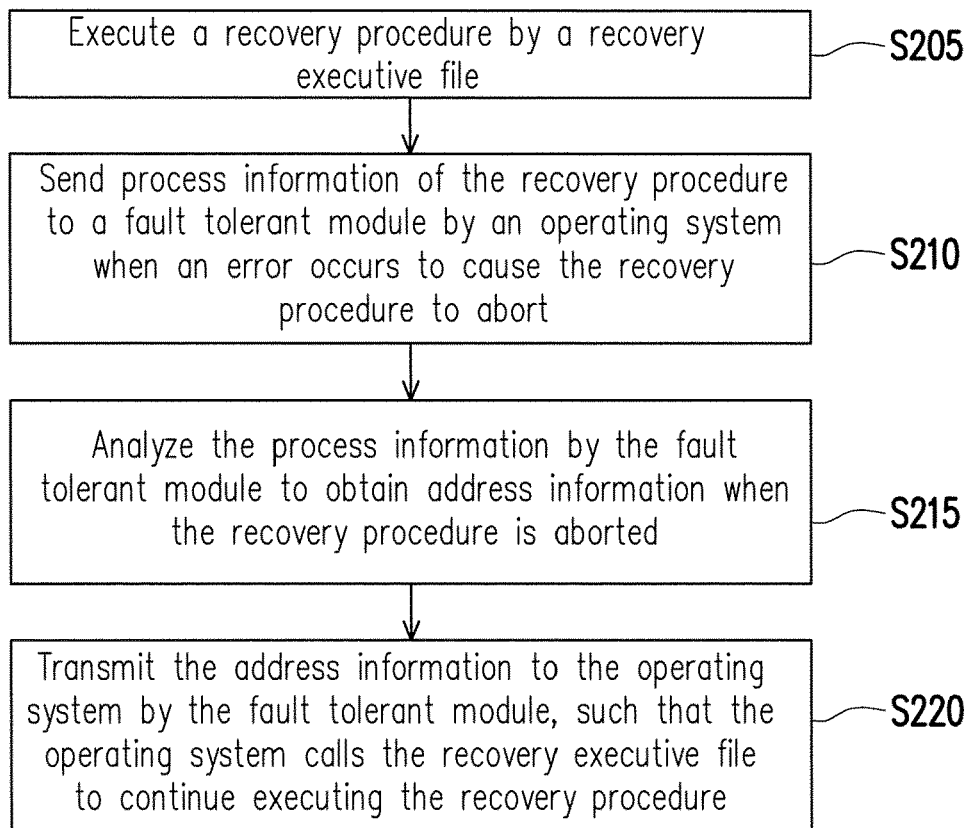 Execute a recovery procedure by a recovery
executive file
S205
Send process information of the recovery procedure
to a fault tolerant module by an operating system
when an error occurs to cause the recovery
procedure to abort
S210
Analyze the process information by the fault
tolerant module to obtain address information when
the recovery procedure is aborted
S215
Transmit the address information to the operating
system by the fault tolerant module, such that the
operating system calls the recovery executive file
to continue executing the recovery procedure
S220